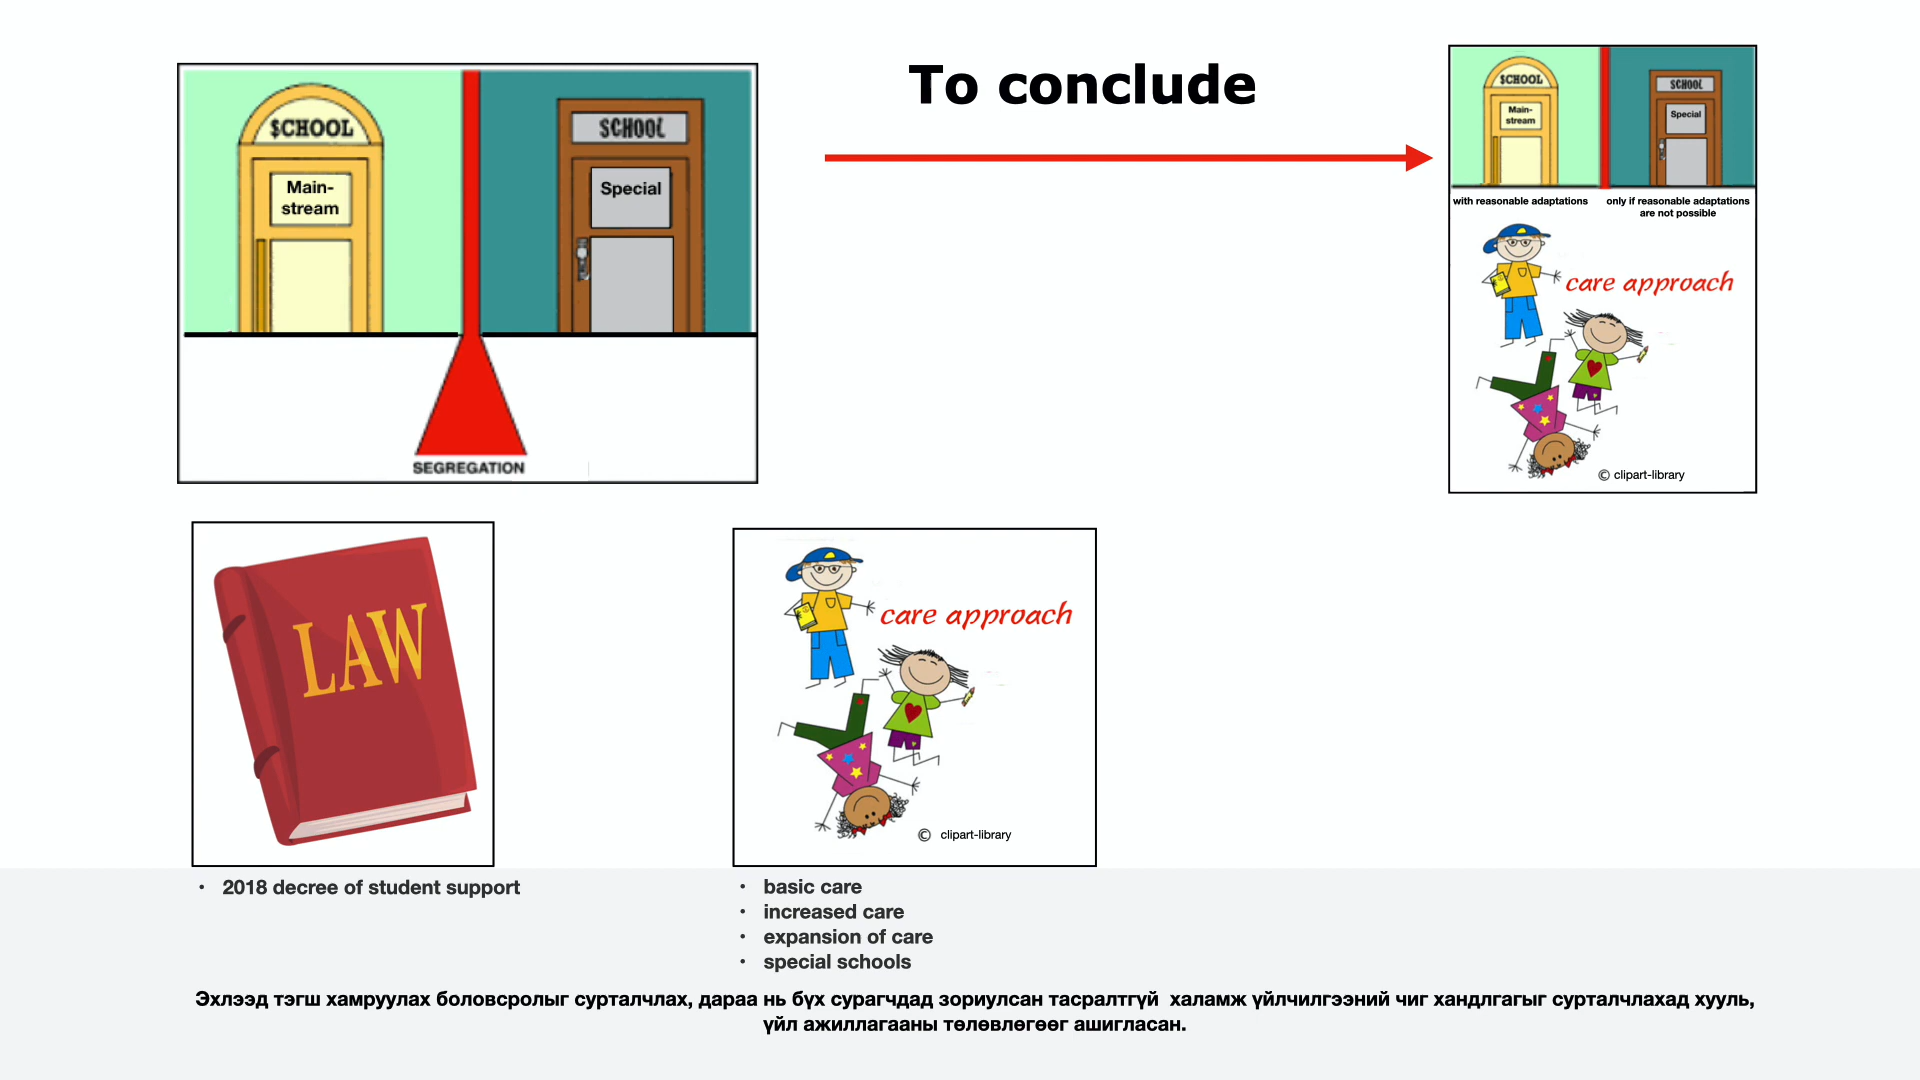 To conclude
$CHOOL
Main-
stream
SCHOOL
Special
SEGREGATION
$CHOOL
Main-
stream
SCHOOL
Special
with reasonable adaptations
only if reasonable adaptations
are not possible
care approach
© clipart-library
LAW
• 2018 decree of student support
care approach
© clipart-library
• basic care
• increased care
• expansion of care
• special schools
Эхлээд тэгш хамруулах боловсролыг сурталчлах, дараа нь бүх сурагчдад зориулсан тасралтгүй халамж үйлчилгээний чиг хандлгагыг сурталчлахад хууль,
үйл ажиллагааны төлөвлөгөөг ашигласан.